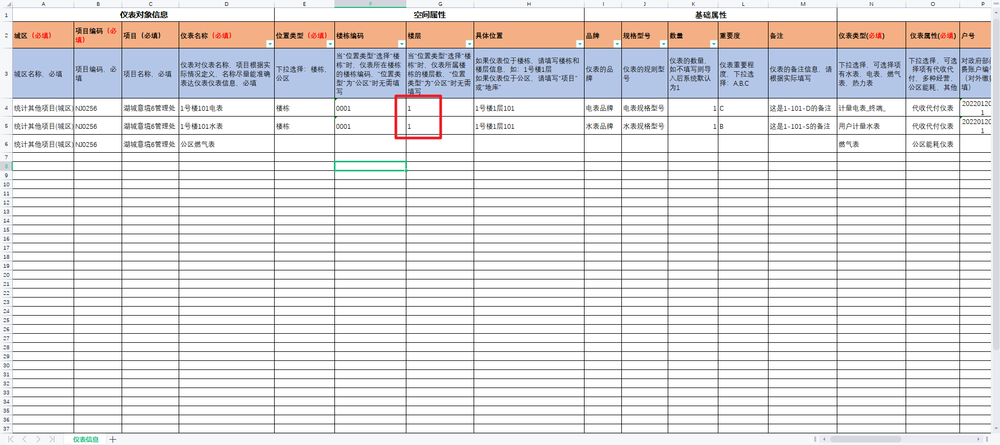 A B C D E F G H I J K L M N O P
1 仪表对象信息 空间属性 基础属性
2 城区（必填） 项目编码（必填） 项目（必填） 仪表名称（必填） 位置类型（必填） 楼栋编码 楼层 具体位置 品牌 规格型号 数量 重要度 备注 仪表类型(必填) 仪表属性(必填) 户号
3
城区名称，必填
项目编码，必
填
项目名称，必填
仪表对仪表名称，项目根据实
际情况定义，名称尽量能准确
表达仪表仪表信息，必填
下拉选择：楼栋、
公区
当"位置类型"选择"楼
栋"时，仪表所在楼栋
的楼栋编码，"位置类
型"为"公区"时无需填
写
当"位置类型"选择"楼
栋"时，仪表所属楼
栋的楼层数，"位置
类型"为"公区"时无需
填写
如果仪表位于楼栋，请填写楼栋和
楼层信息，如：1号楼1层
如果仪表位于公区，请填写"项目"
或"地库"
仪表的品
牌
仪表的规则型
号
仪表的数量，
如不填写则导
入后系统默认
为1
仪表重要程
度，下拉选
择：A,B,C
仪表的备注信息，请
根据实际填写
下拉选择，可选择项
有水表、电表、燃气
表、热力表
下拉选择，可选
择项有代收代
付、多种经营、
公区能耗、其他
对政府部门
费账户编号
（对外缴费
填）
4 统计其他项目(城区) NJ0256 湖城意境6管理处 1号楼101电表 楼栋 0001 1 1号楼1层101 电表品牌 电表规格型号 1 C 这是1-101-D的备注 计量电表_终端_ 代收代付仪表 20220120
1
5 统计其他项目(城区) NJ0256 湖城意境6管理处 1号楼101水表 楼栋 0001 1 1号楼1层101 水表品牌 水表规格型号 1 B 这是1-101-S的备注 用户计量水表 代收代付仪表 20220120
1
6 统计其他项目(城区) NJ0256 湖城意境6管理处 公区燃气表 燃气表 公区能耗仪表
7
8
9
10
11
12
13
14
15
16
17
18
19
20
21
22
23
24
25
26
27
28
29
30
31
32
33
34
35
36
37
仪表信息